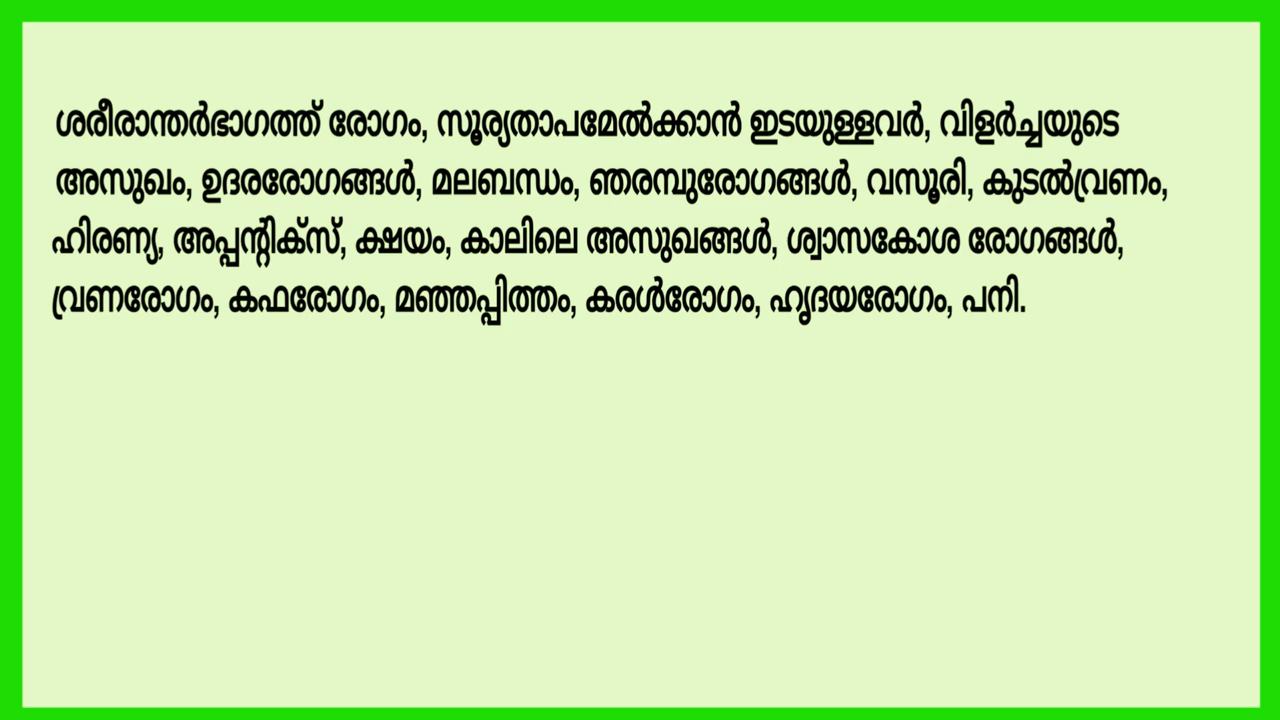 ശരീരാന്തർഭാഗത്ത് രോഗം, സൂര്യതാപമേൽക്കാൻ ഇടയുള്ളവർ, വിളർച്ചയുടെ
അസുഖം, ഉദരരോഗങ്ങൾ, മലബന്ധം, ഞരമ്പുരോഗങ്ങൾ, വസൂരി, കുടൽവ്രണം,
ഹിരണ്യ, അപ്പന്റിക്സ്, ക്ഷയം, കാലിലെ അസുഖങ്ങൾ, ശ്വാസകോശ രോഗങ്ങൾ,
വ്രണരോഗം, കഫരോഗം, മഞ്ഞപ്പിത്തം, കരൾരോഗം, ഹൃദയരോഗം, പനി.